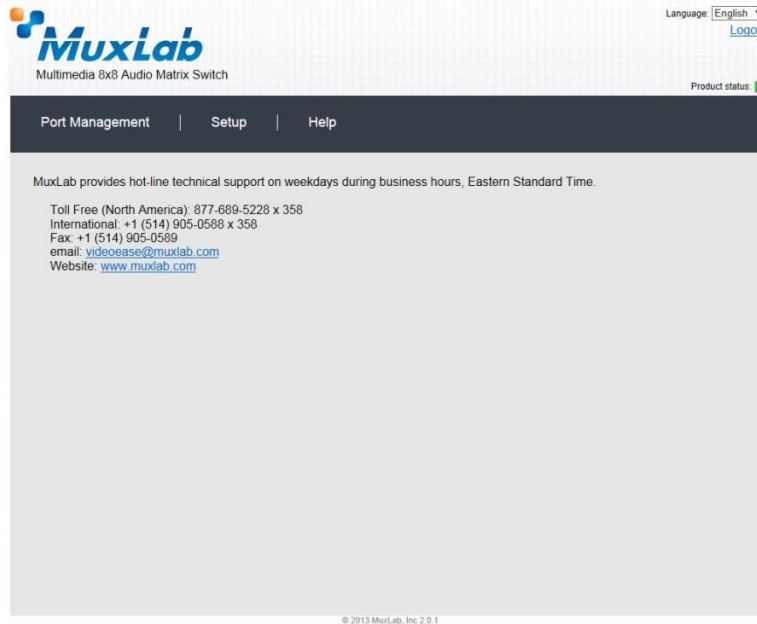 Language: English
Logo
MuxLab
Multimedia 8x8 Audio Matrix Switch
Product status:
Port Management | Setup | Help
MuxLab provides hot-line technical support on weekdays during business hours, Eastern Standard Time.
Toll Free (North America): 877-689-5228 x 358
International: +1 (514) 905-0588 x 358
Fax: +1 (514) 905-0589
email: videoease@muxlab.com
Website: www.muxlab.com
© 2013 MuxLab, Inc 2.0.1